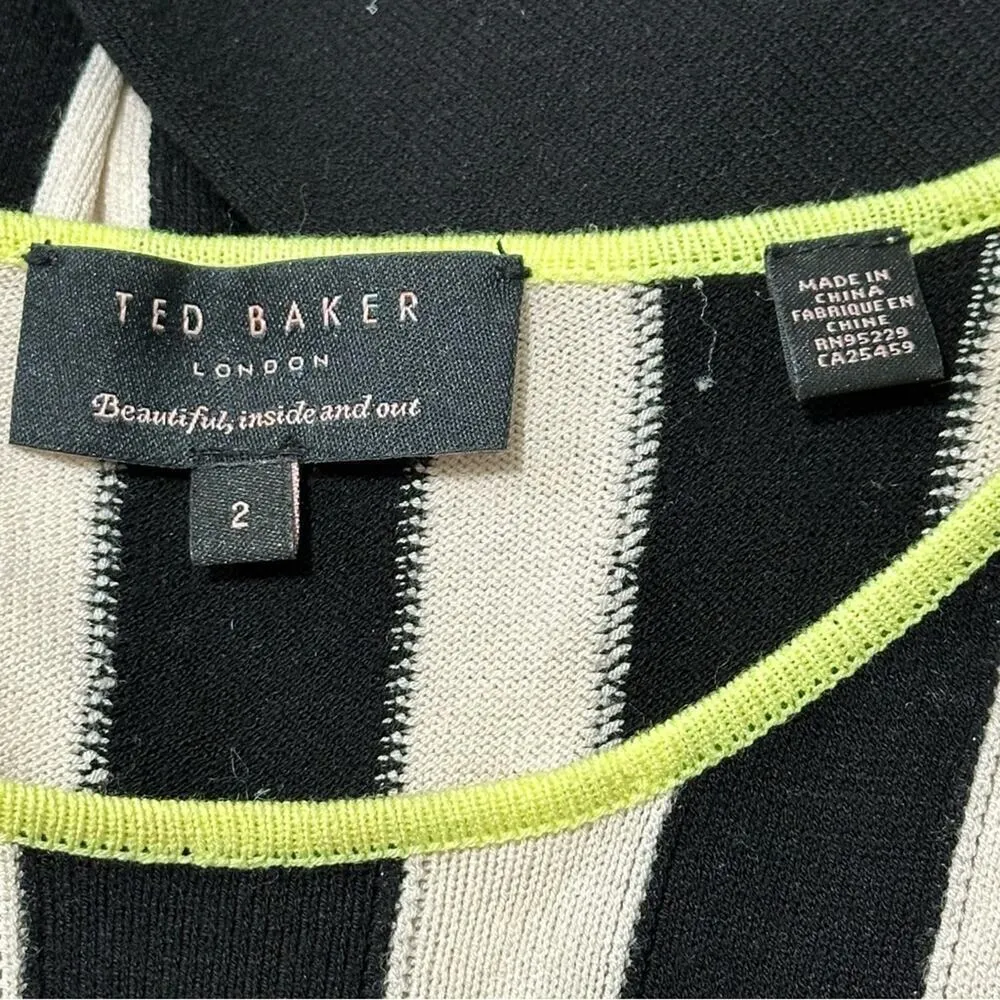 TED BAKER
LONDON
Beautiful, inside and out
2
MADE IN
CHINA
FABRIQUE EN
CHINE
RN95229
CA25459